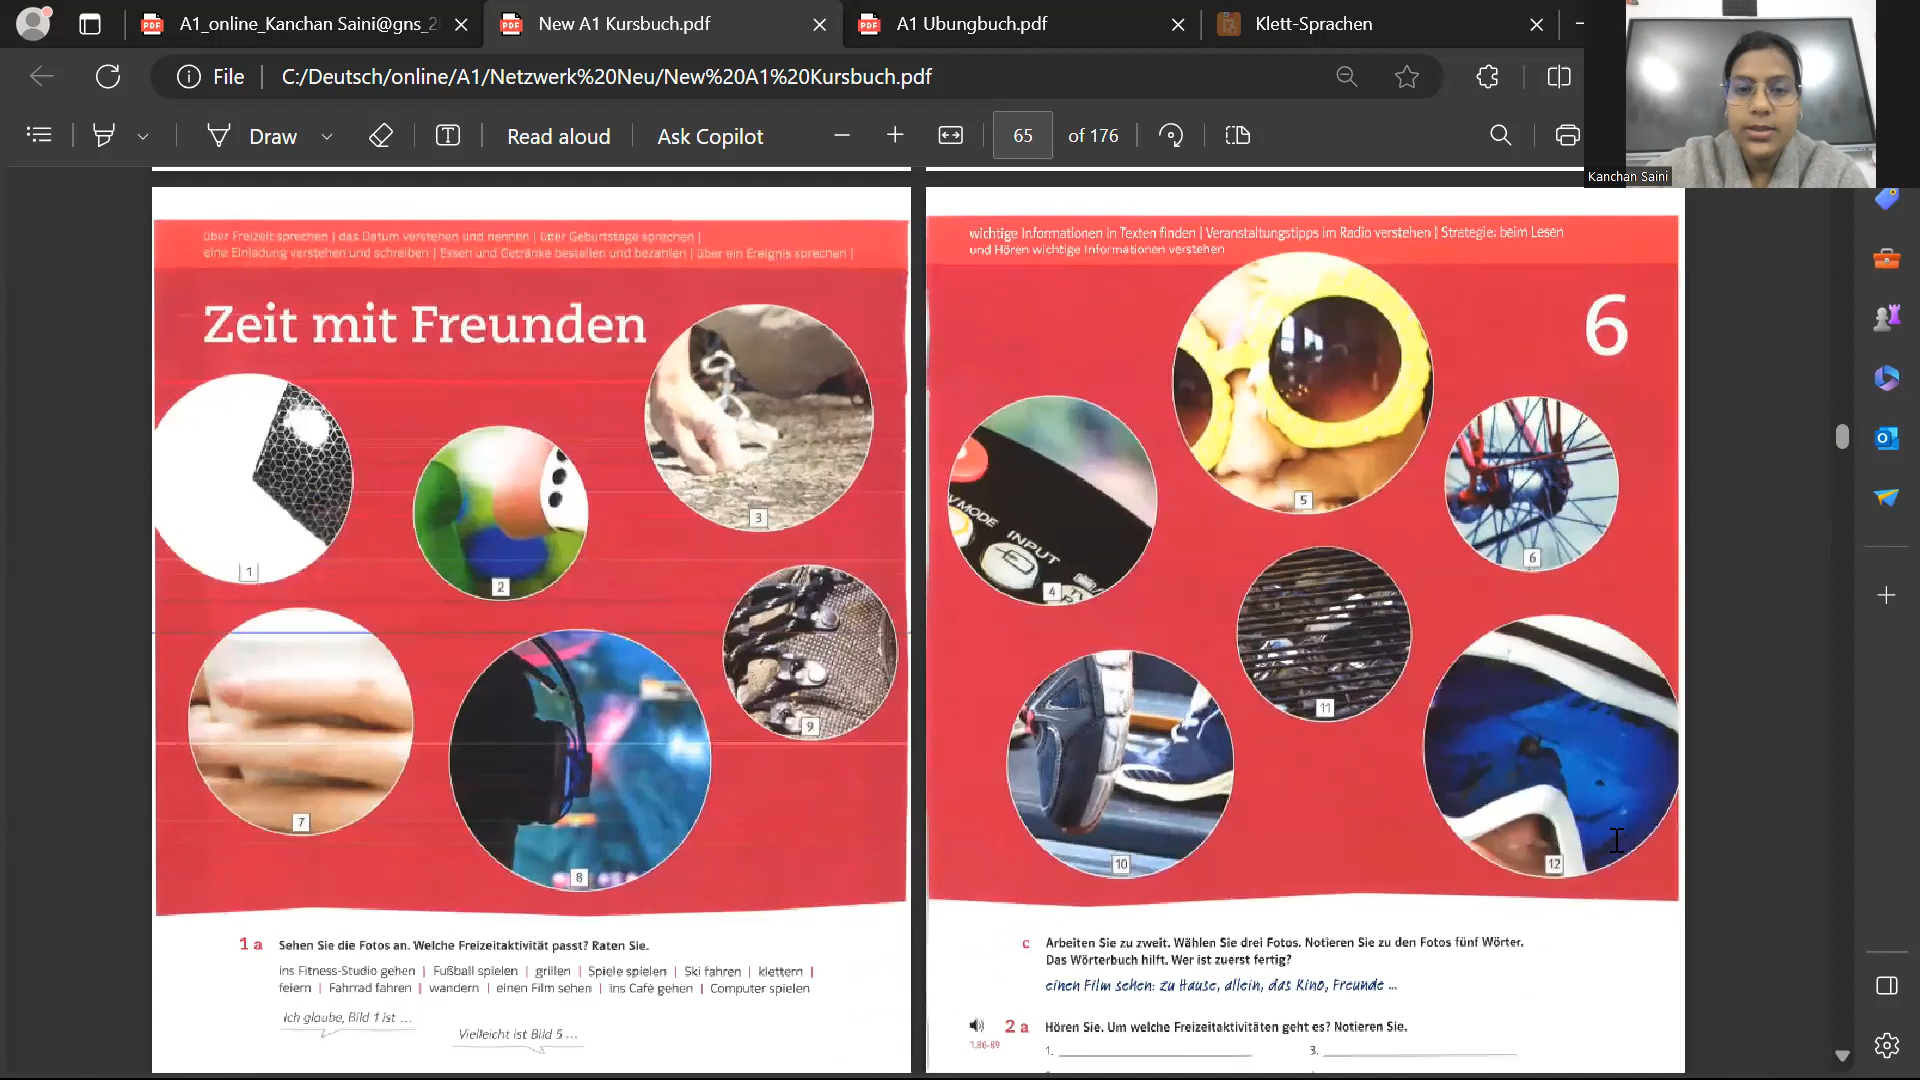 A1_online_Kanchan Saini@gns_2
New A1 Kursbuch.pdf
A1 Ubungbuch.pdf
Klett-Sprachen
File
C:/Deutsch/online/A1/Netzwerk%20Neu/New%20A1%20Kursbuch.pdf
Draw
Read aloud
Ask Copilot
65 of 176
Kanchan Saini
über Freizeit sprechen | das Datum verstehen und nennen | über Geburtstage sprechen |
eine Einladung verstehen und schreiben | Essen und Getränke bestellen und bezahlen | über ein Ereignis sprechen |
Zeit mit Freunden
1
2
3
7
8
9
1 a Sehen Sie die Fotos an. Welche Freizeitaktivität passt? Raten Sie.
ins Fitness-Studio gehen | Fußball spielen | grillen | Spiele spielen | Ski fahren | klettern |
feiern | Fahrrad fahren | wandern | einen Film sehen | ins Café gehen | Computer spielen
Ich glaube, Bild 1 ist ...
Vielleicht ist Bild 5 ...
wichtige Informationen in Texten finden | Veranstaltungstipps im Radio verstehen | Strategie: beim Lesen
und Hören wichtige Informationen verstehen
6
MODE
INPUT
TV
4
5
6
10
11
12
c Arbeiten Sie zu zweit. Wählen Sie drei Fotos. Notieren Sie zu den Fotos fünf Wörter.
Das Wörterbuch hilft. Wer ist zuerst fertig?
einen Film sehen: zu Hause, allein, das Kino, Freunde ...
2 a Hören Sie. Um welche Freizeitaktivitäten geht es? Notieren Sie.
1.86-89
1. 3.